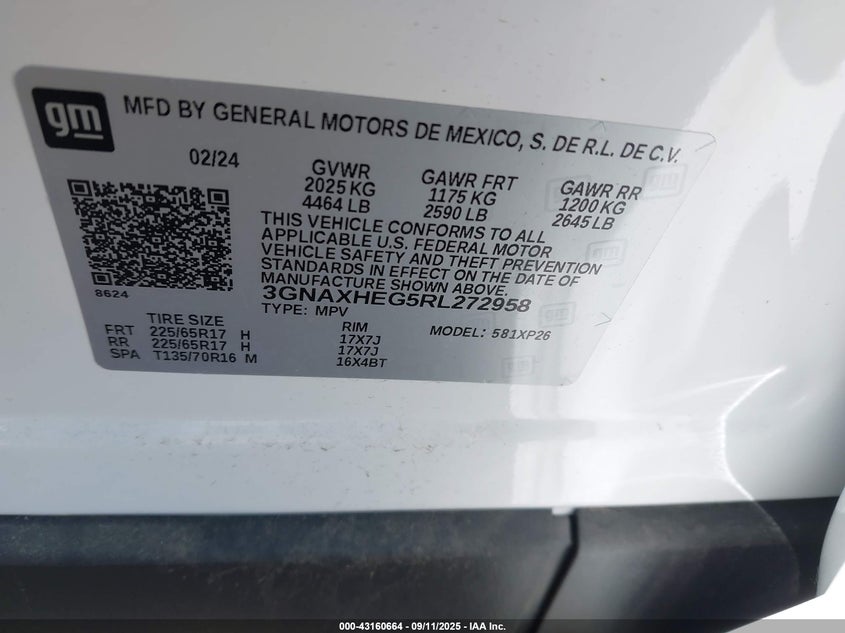 gm
MFD BY GENERAL MOTORS DE MEXICO, S. DE R.L. DE C.V.
02/24
GVWR
2025 KG
4464 LB
GAWR FRT
1175 KG
2590 LB
GAWR RR
1200 KG
2645 LB
THIS VEHICLE CONFORMS TO ALL
APPLICABLE U.S. FEDERAL MOTOR
VEHICLE SAFETY AND THEFT PREVENTION
STANDARDS IN EFFECT ON THE DATE OF
MANUFACTURE SHOWN ABOVE.
8624
3GNAXHEG5RL272958
TYPE: MPV
MODEL: 581XP26
TIRE SIZE RIM
FRT 225/65R17 H 17X7J
RR 225/65R17 H 17X7J
SPA T135/70R16 M 16X4BT
000-43160664 - 09/11/2025 - IAA Inc.